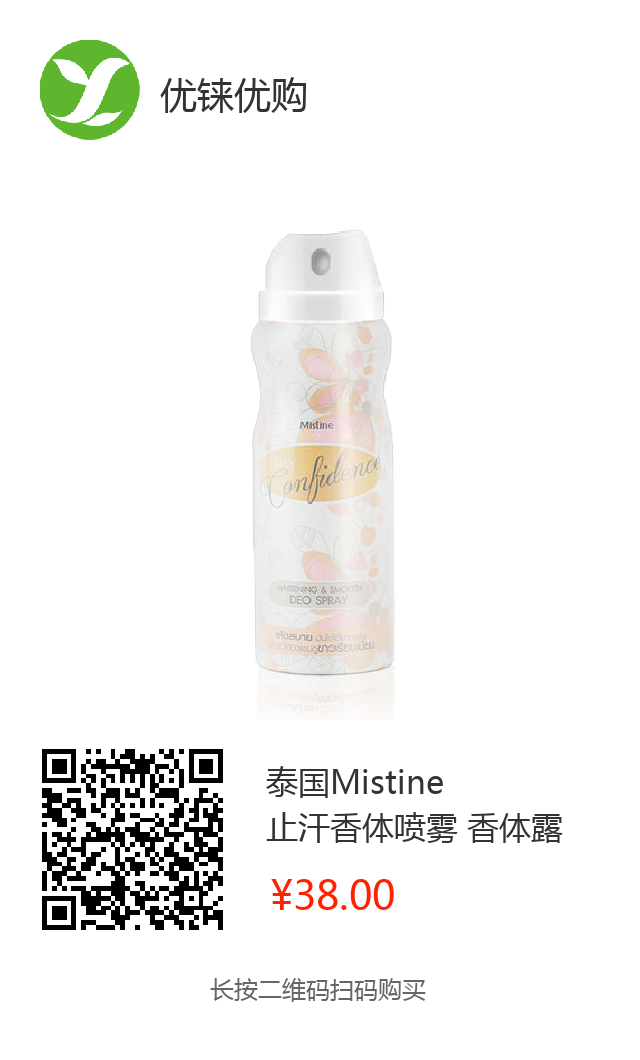 优铼优购
Mistine
Confidence
WHITENING & SMOOTH
DEO SPRAY
泰国Mistine
止汗香体喷雾 香体露
¥38.00
长按二维码扫码购买